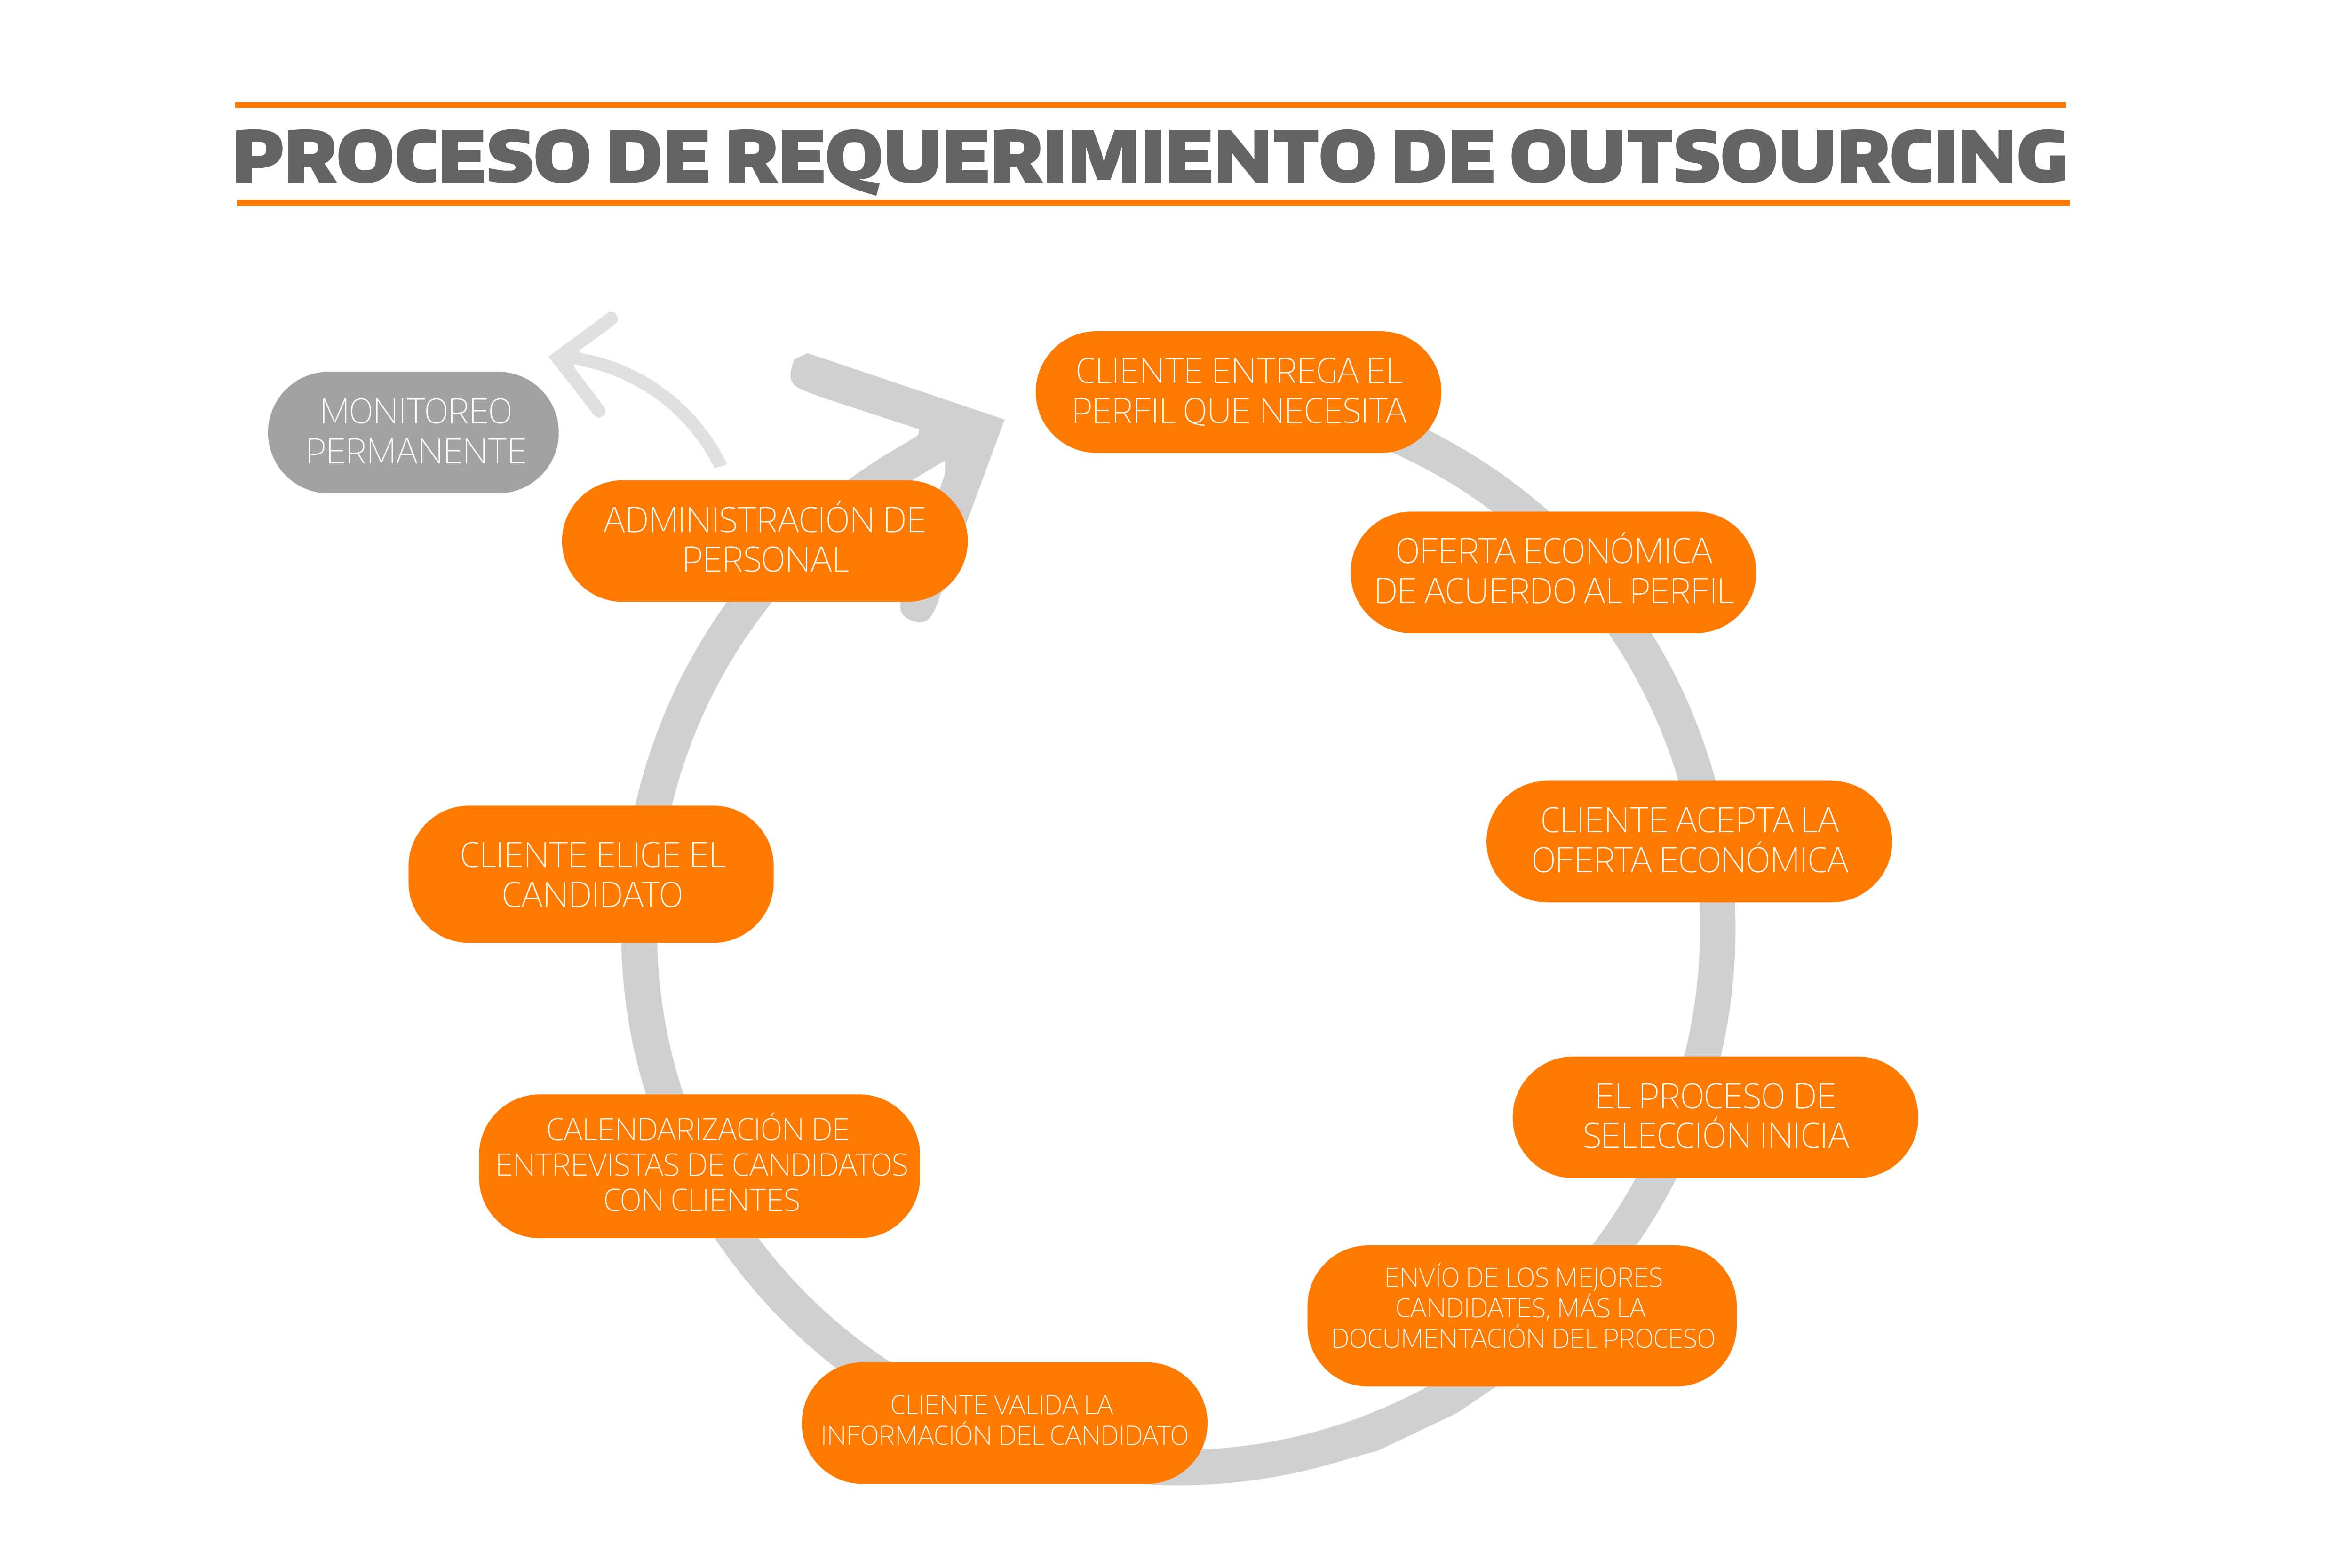 PROCESO DE REQUERIMIENTO DE OUTSOURCING
CLIENTE ENTREGA EL
PERFIL QUE NECESITA
OFERTA ECONÓMICA
DE ACUERDO AL PERFIL
CLIENTE ACEPTA LA
OFERTA ECONÓMICA
EL PROCESO DE
SELECCIÓN INICIA
ENVÍO DE LOS MEJORES
CANDIDATES, MÁS LA
DOCUMENTACIÓN DEL PROCESO
CLIENTE VALIDA LA
INFORMACIÓN DEL CANDIDATO
CALENDARIZACIÓN DE
ENTREVISTAS DE CANDIDATOS
CON CLIENTES
CLIENTE ELIGE EL
CANDIDATO
ADMINISTRACIÓN DE
PERSONAL
MONITOREO
PERMANENTE